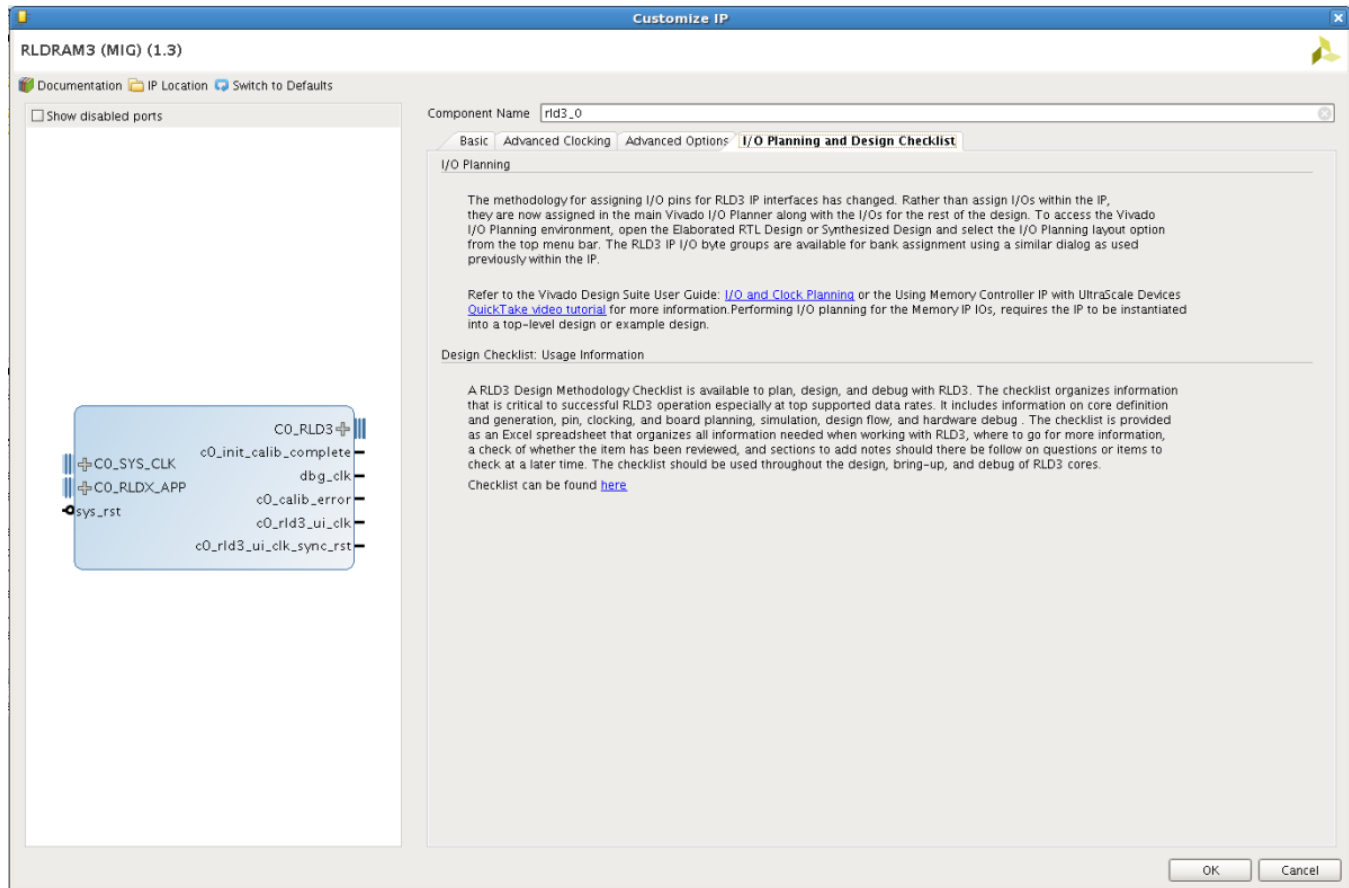 Customize IP
RLDRAM3 (MIG) (1.3)
Documentation IP Location Switch to Defaults
Show disabled ports
C0_SYS_CLK
C0_RLDX_APP
sys_rst
C0_RLD3
c0_init_calib_complete
dbg_clk
c0_calib_error
c0_rld3_ui_clk
c0_rld3_ui_clk_sync_rst
Component Name rld3_0
Basic Advanced Clocking Advanced Options I/O Planning and Design Checklist
I/O Planning
The methodology for assigning I/O pins for RLD3 IP interfaces has changed. Rather than assign I/Os within the IP,
they are now assigned in the main Vivado I/O Planner along with the I/Os for the rest of the design. To access the Vivado
I/O Planning environment, open the Elaborated RTL Design or Synthesized Design and select the I/O Planning layout option
from the top menu bar. The RLD3 IP I/O byte groups are available for bank assignment using a similar dialog as used
previously within the IP.
Refer to the Vivado Design Suite User Guide: I/O and Clock Planning or the Using Memory Controller IP with UltraScale Devices
QuickTake video tutorial for more information.Performing I/O planning for the Memory IP IOs, requires the IP to be instantiated
into a top-level design or example design.
Design Checklist: Usage Information
A RLD3 Design Methodology Checklist is available to plan, design, and debug with RLD3. The checklist organizes information
that is critical to successful RLD3 operation especially at top supported data rates. It includes information on core definition
and generation, pin, clocking, and board planning, simulation, design flow, and hardware debug . The checklist is provided
as an Excel spreadsheet that organizes all information needed when working with RLD3, where to go for more information,
a check of whether the item has been reviewed, and sections to add notes should there be follow on questions or items to
check at a later time. The checklist should be used throughout the design, bring-up, and debug of RLD3 cores.
Checklist can be found here
OK Cancel